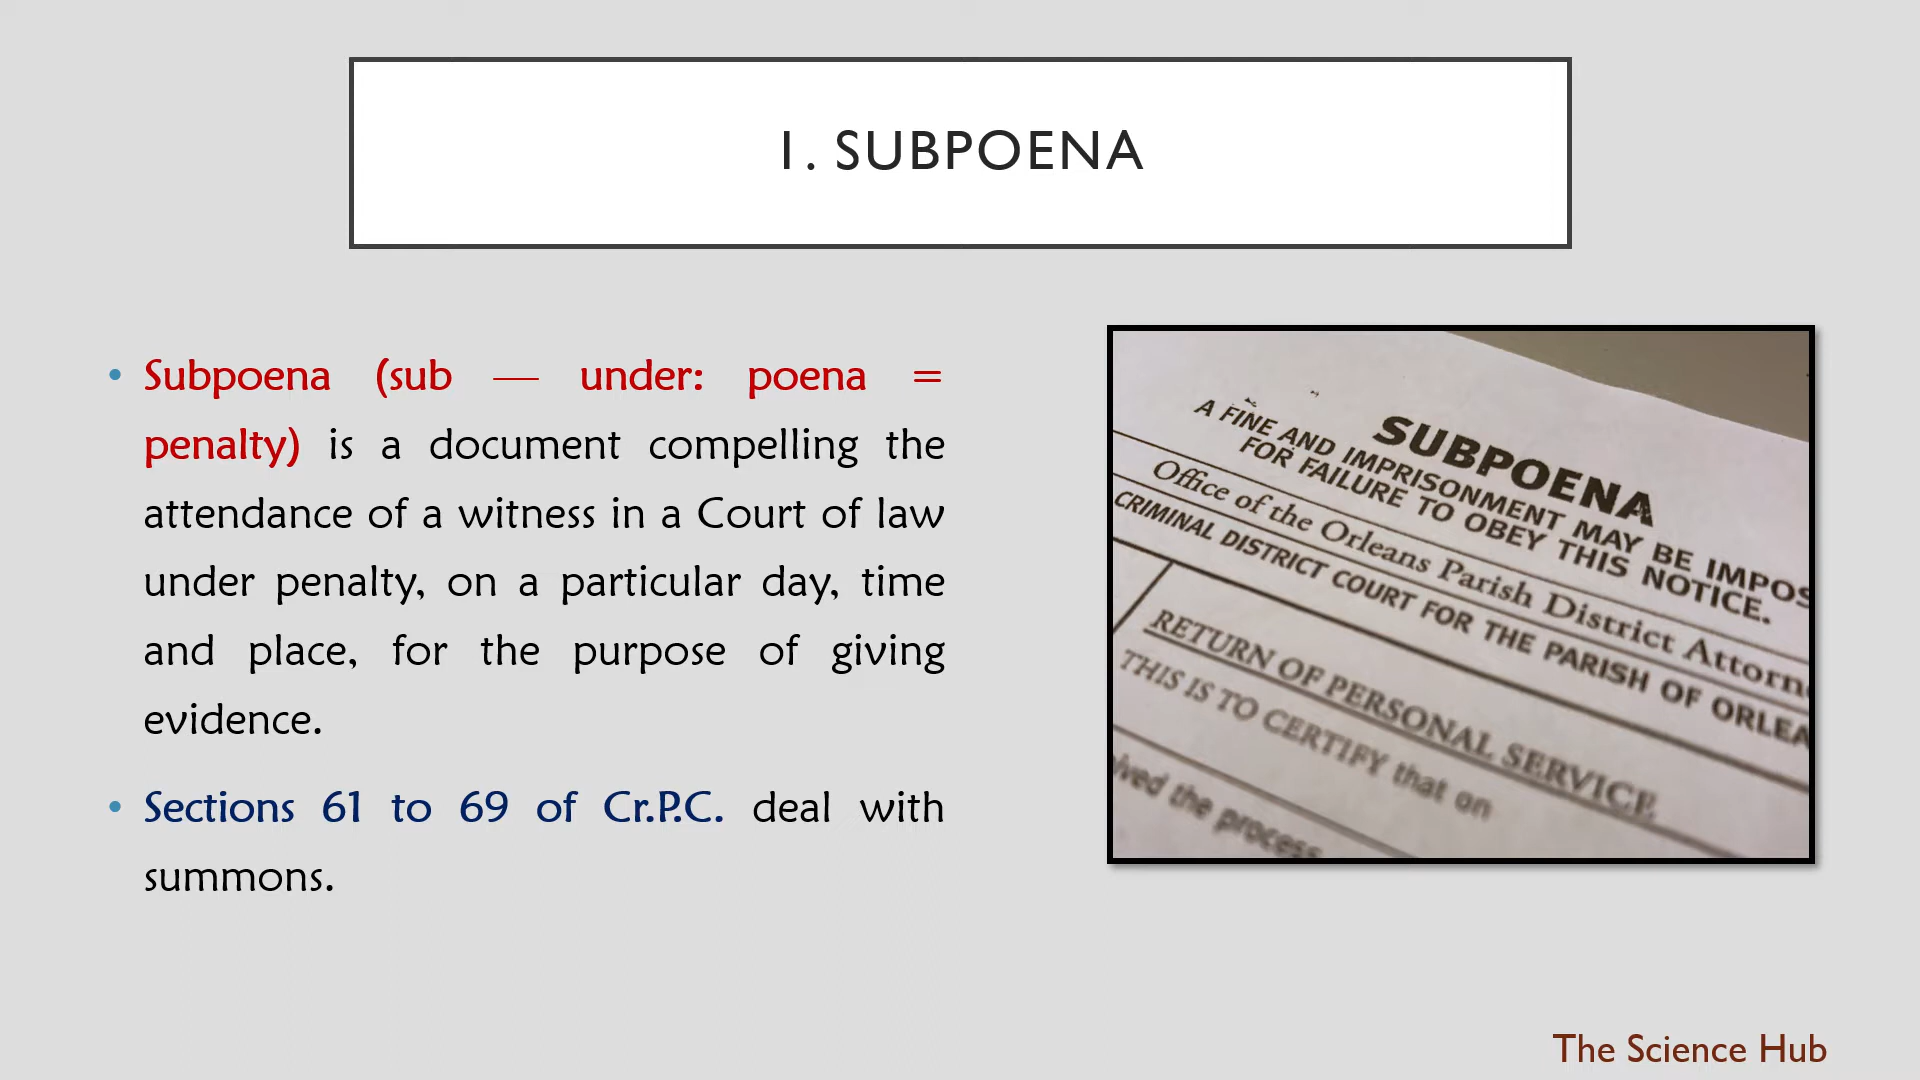 1. SUBPOENA
• Subpoena (sub — under: poena =
penalty) is a document compelling the
attendance of a witness in a Court of law
under penalty, on a particular day, time
and place, for the purpose of giving
evidence.
• Sections 61 to 69 of Cr.P.C. deal with
summons.
SUBPOENA
A FINE AND IMPRISONMENT MAY BE IMPOS
FOR FAILURE TO OBEY THIS NOTICE.
Office of the Orleans Parish District Attorn
CRIMINAL DISTRICT COURT FOR THE PARISH OF ORLEA
RETURN OF PERSONAL SERVICE
THIS IS TO CERTIFY that on
the process
The Science Hub